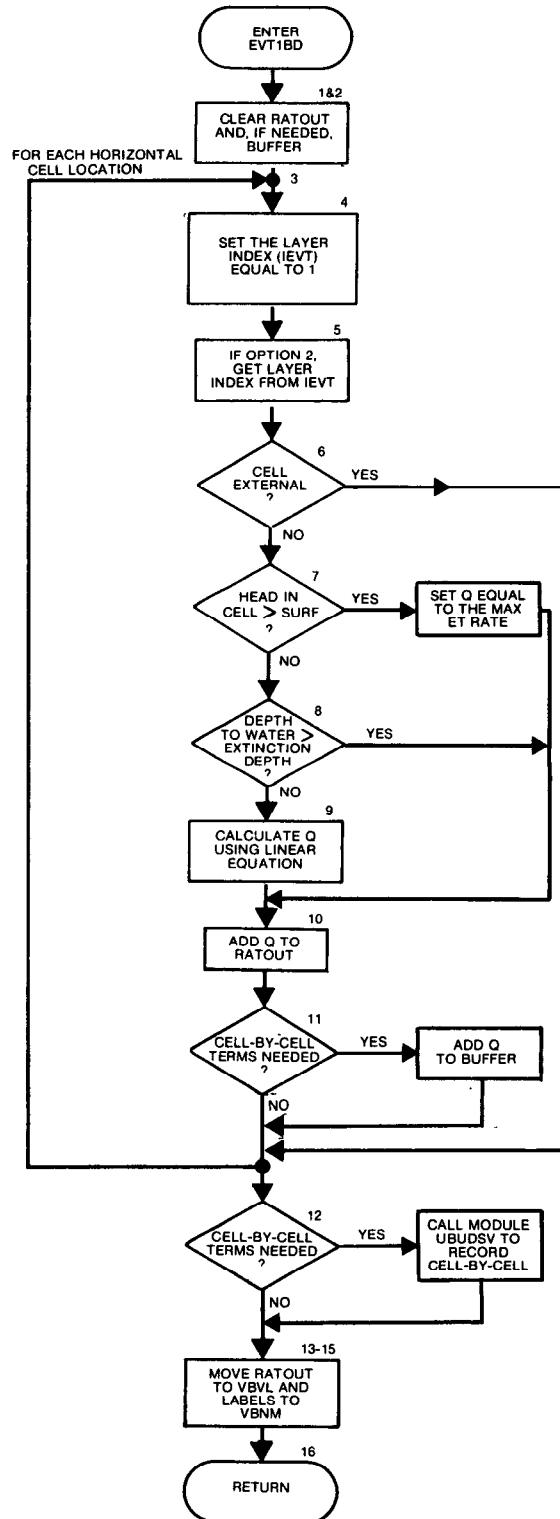 ENTER
EVT1BD
1&2
CLEAR RATOUT
AND, IF NEEDED,
BUFFER
FOR EACH HORIZONTAL
CELL LOCATION
3
4
SET THE LAYER
INDEX (IEVT)
EQUAL TO 1
5
IF OPTION 2,
GET LAYER
INDEX FROM IEVT
6
CELL
EXTERNAL
?
YES
NO
7
HEAD IN
CELL > SURF
?
YES
SET Q EQUAL
TO THE MAX
ET RATE
NO
8
DEPTH
TO WATER >
EXTINCTION
DEPTH
?
YES
NO
9
CALCULATE Q
USING LINEAR
EQUATION
10
ADD Q TO
RATOUT
11
CELL-BY-CELL
TERMS NEEDED
?
YES
ADD Q
TO BUFFER
NO
12
CELL-BY-CELL
TERMS NEEDED
?
YES
CALL MODULE
UBUDSV TO
RECORD
CELL-BY-CELL
NO
13-15
MOVE RATOUT
TO VBVL AND
LABELS TO
VBNM
16
RETURN